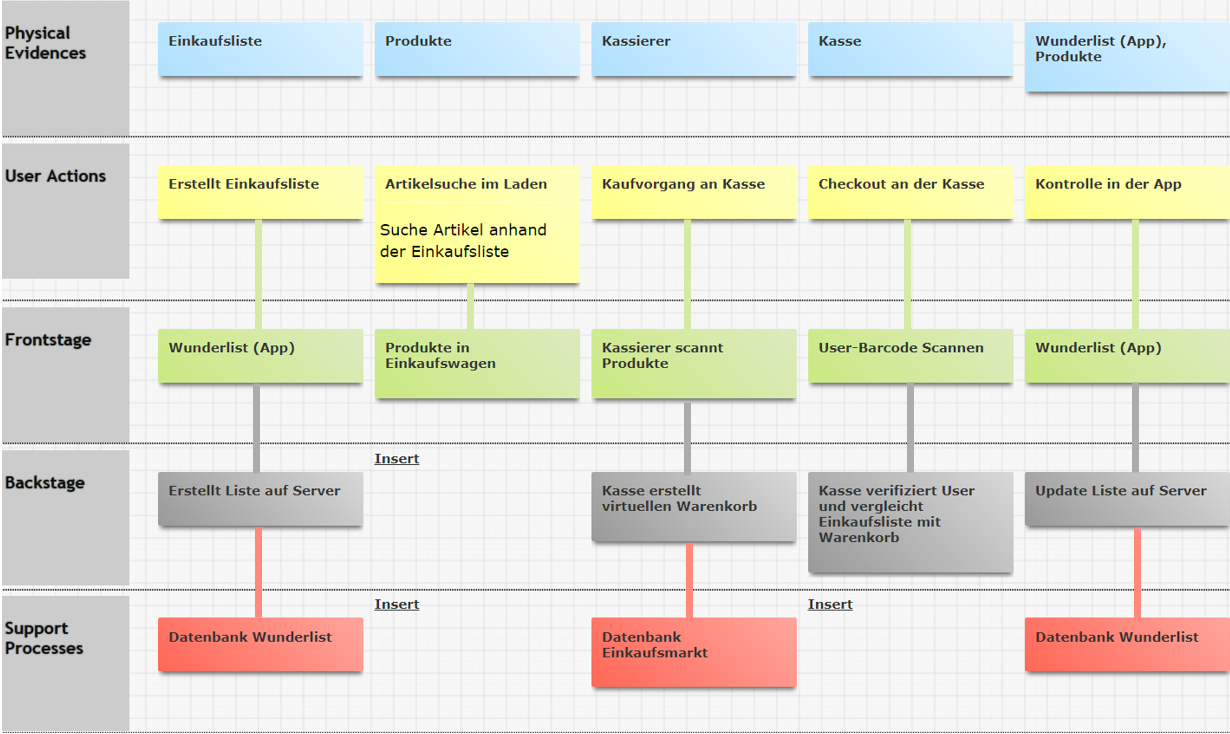 Physical
Evidences
Einkaufsliste
Produkte
Kassierer
Kasse
Wunderlist (App),
Produkte
User Actions
Erstellt Einkaufsliste
Artikelsuche im Laden
Suche Artikel anhand
der Einkaufsliste
Kaufvorgang an Kasse
Checkout an der Kasse
Kontrolle in der App
Frontstage
Wunderlist (App)
Produkte in
Einkaufswagen
Kassierer scannt
Produkte
User-Barcode Scannen
Wunderlist (App)
Backstage
Erstellt Liste auf Server
Insert
Kasse erstellt
virtuellen Warenkorb
Kasse verifiziert User
und vergleicht
Einkaufsliste mit
Warenkorb
Update Liste auf Server
Support
Processes
Datenbank Wunderlist
Insert
Datenbank
Einkaufsmarkt
Insert
Datenbank Wunderlist